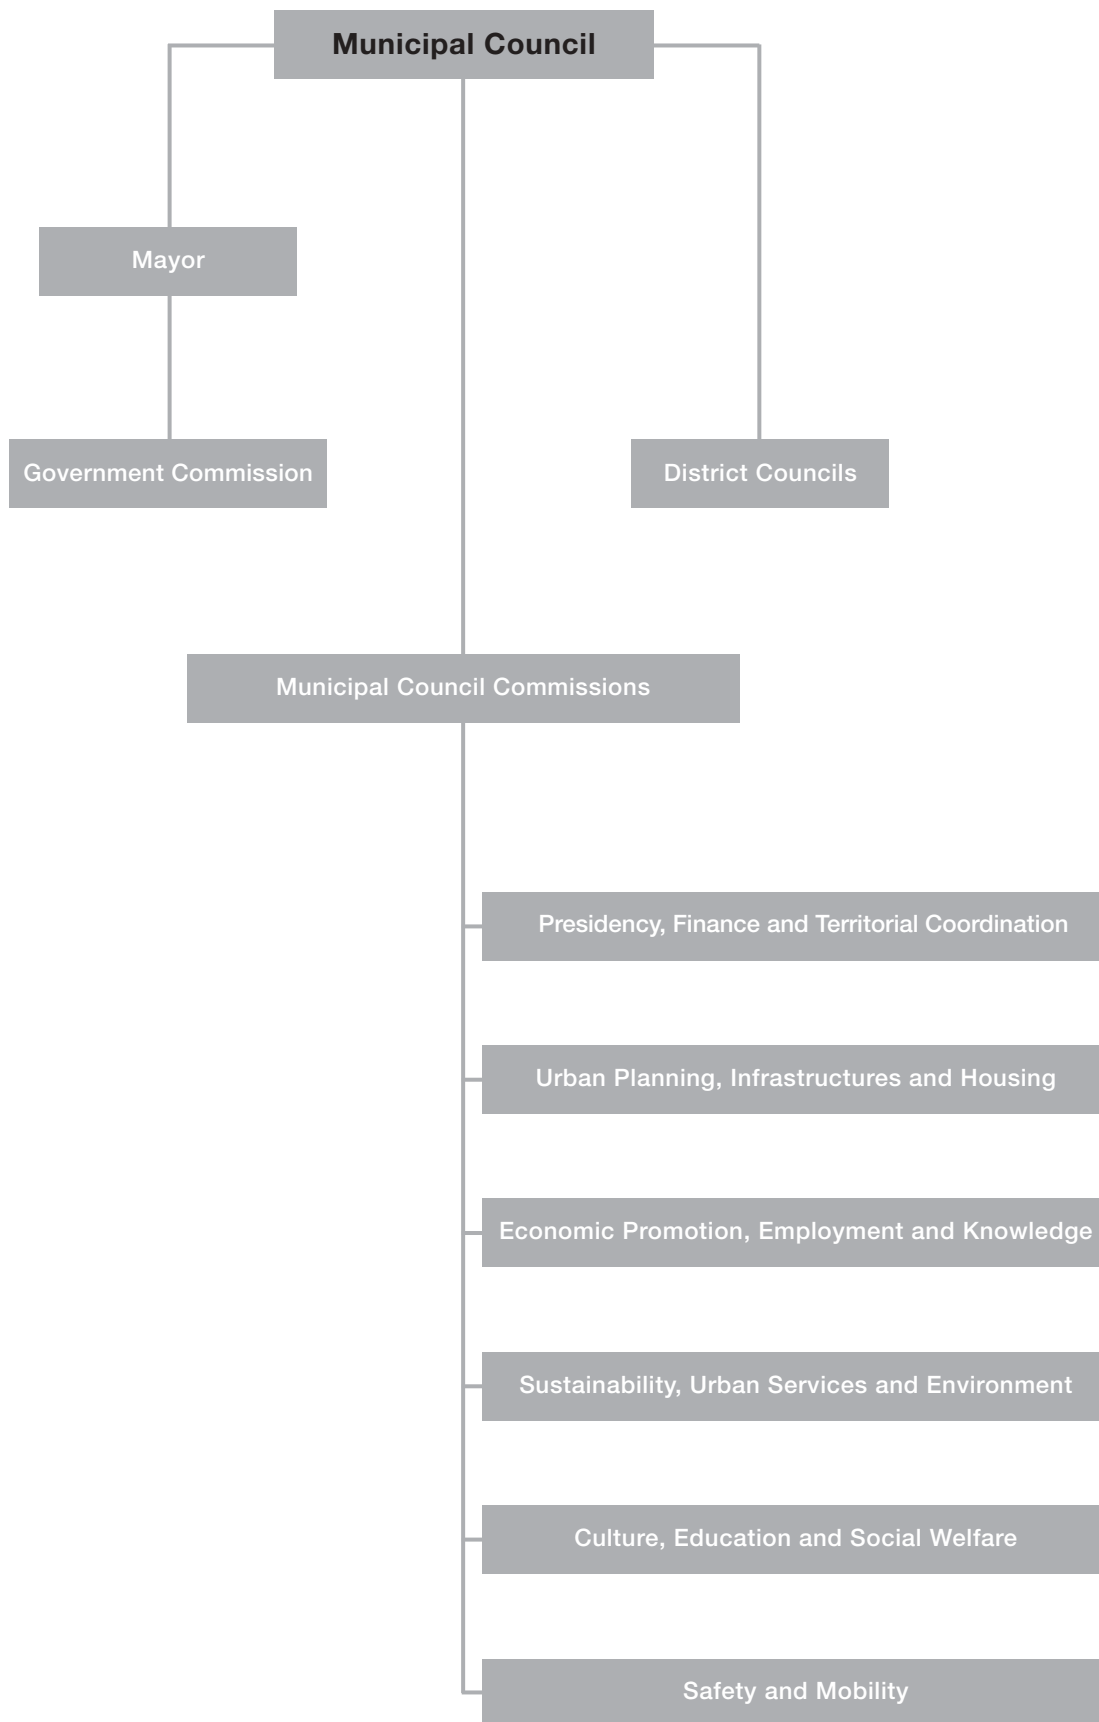 Municipal Council
Mayor
Government Commission
District Councils
Municipal Council Commissions
Presidency, Finance and Territorial Coordination
Urban Planning, Infrastructures and Housing
Economic Promotion, Employment and Knowledge
Sustainability, Urban Services and Environment
Culture, Education and Social Welfare
Safety and Mobility